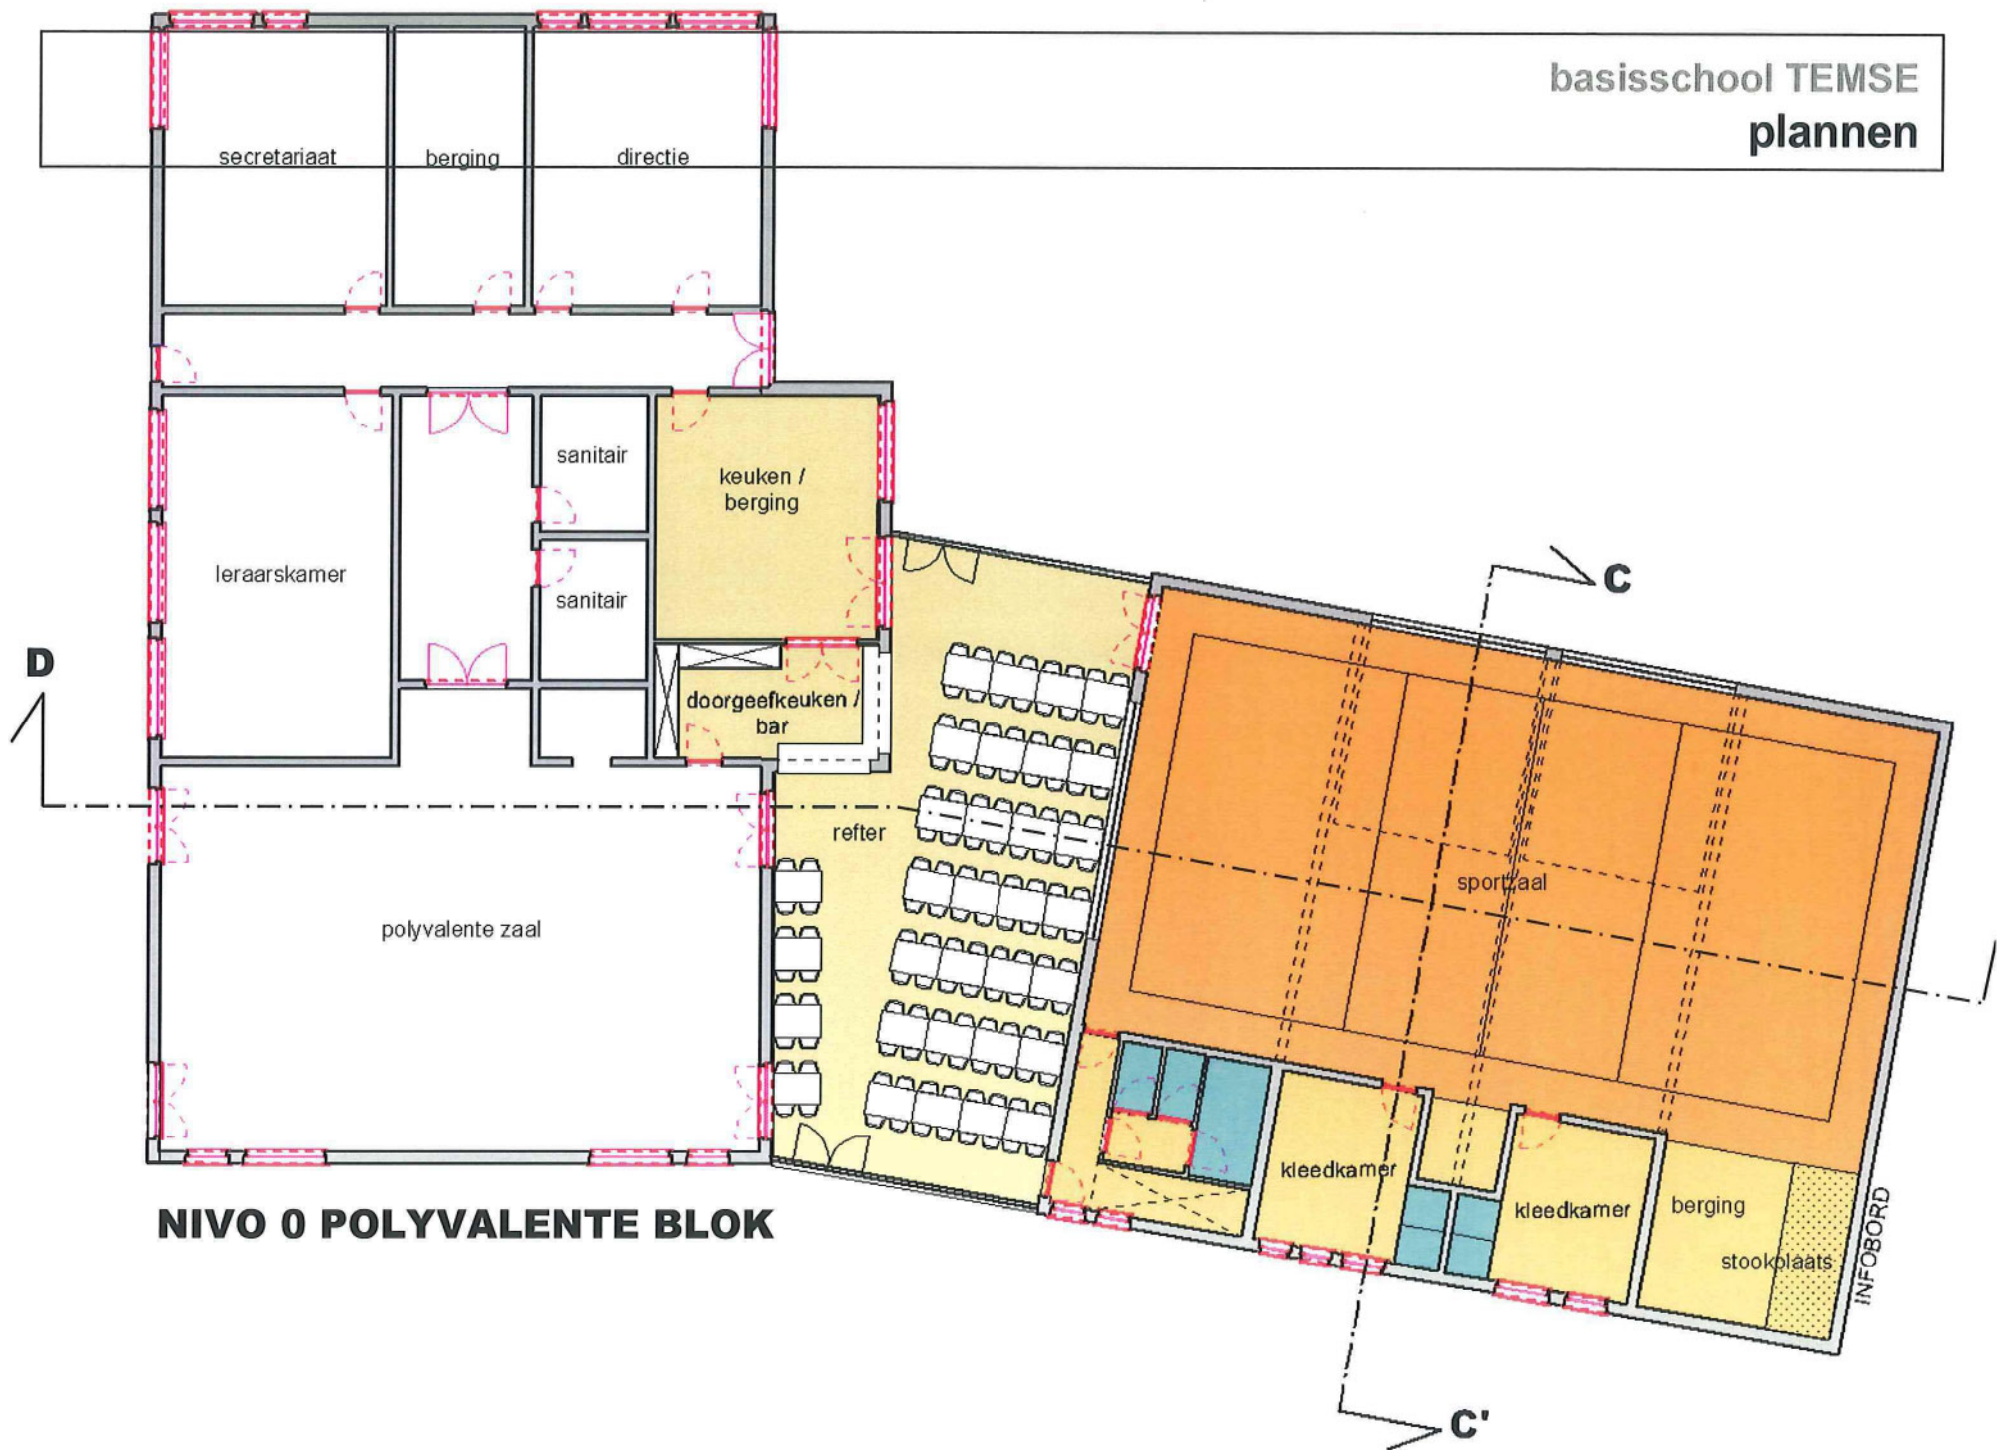 basisschool TEMSE
plannen
secretariaat
berging
directie
sanitair
keuken /
berging
leraarskamer
sanitair
C
D
doorgeefkeuken /
bar
refter
sportzaal
polyvalente zaal
kleedkamer
kleedkamer
berging
stookplaats
INFOBORD
NIVO 0 POLYVALENTE BLOK
C'